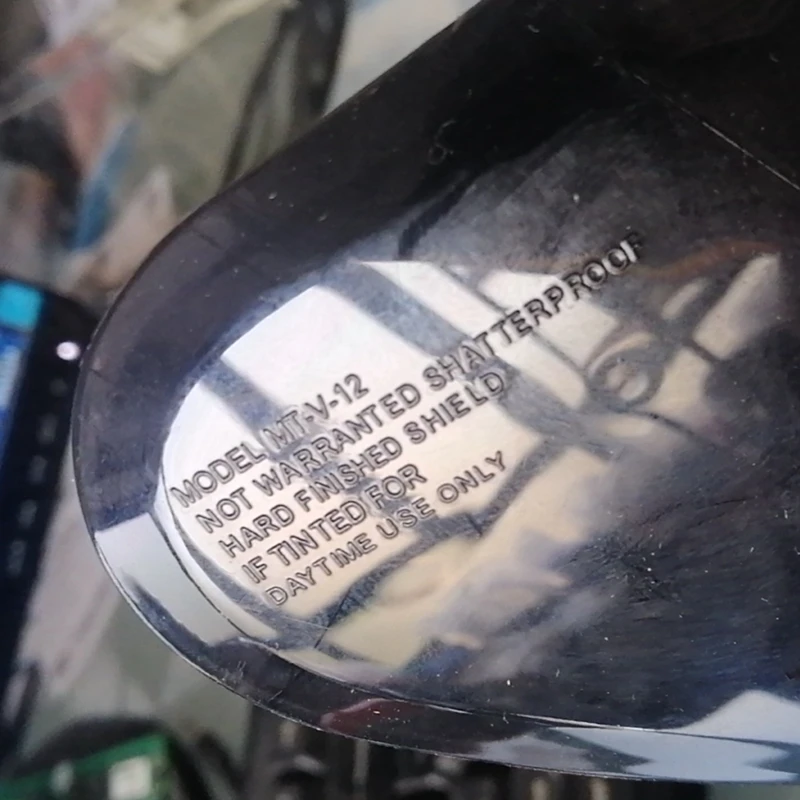 MODEL MT-V-12
NOT WARRANTED SHATTERPROOF
HARD FINISHED SHIELD
IF TINTED FOR
DAYTIME USE ONLY